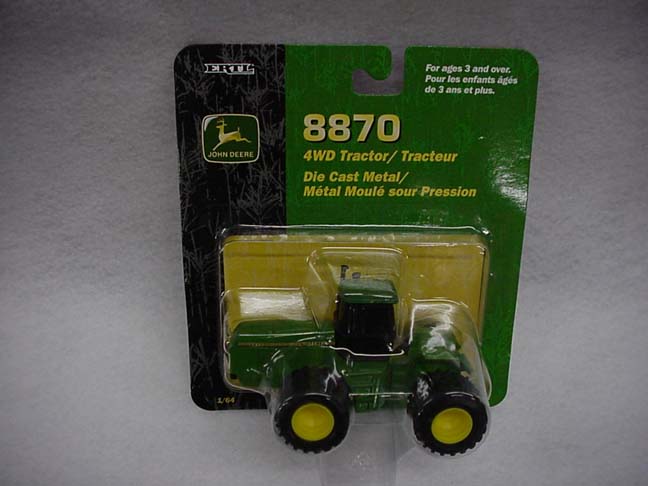 ERTL
For ages 3 and over.
Pour les enfants âgés
de 3 ans et plus.
JOHN DEERE
8870
4WD Tractor/ Tracteur
Die Cast Metal/
Métal Moulé sour Pression
1/64